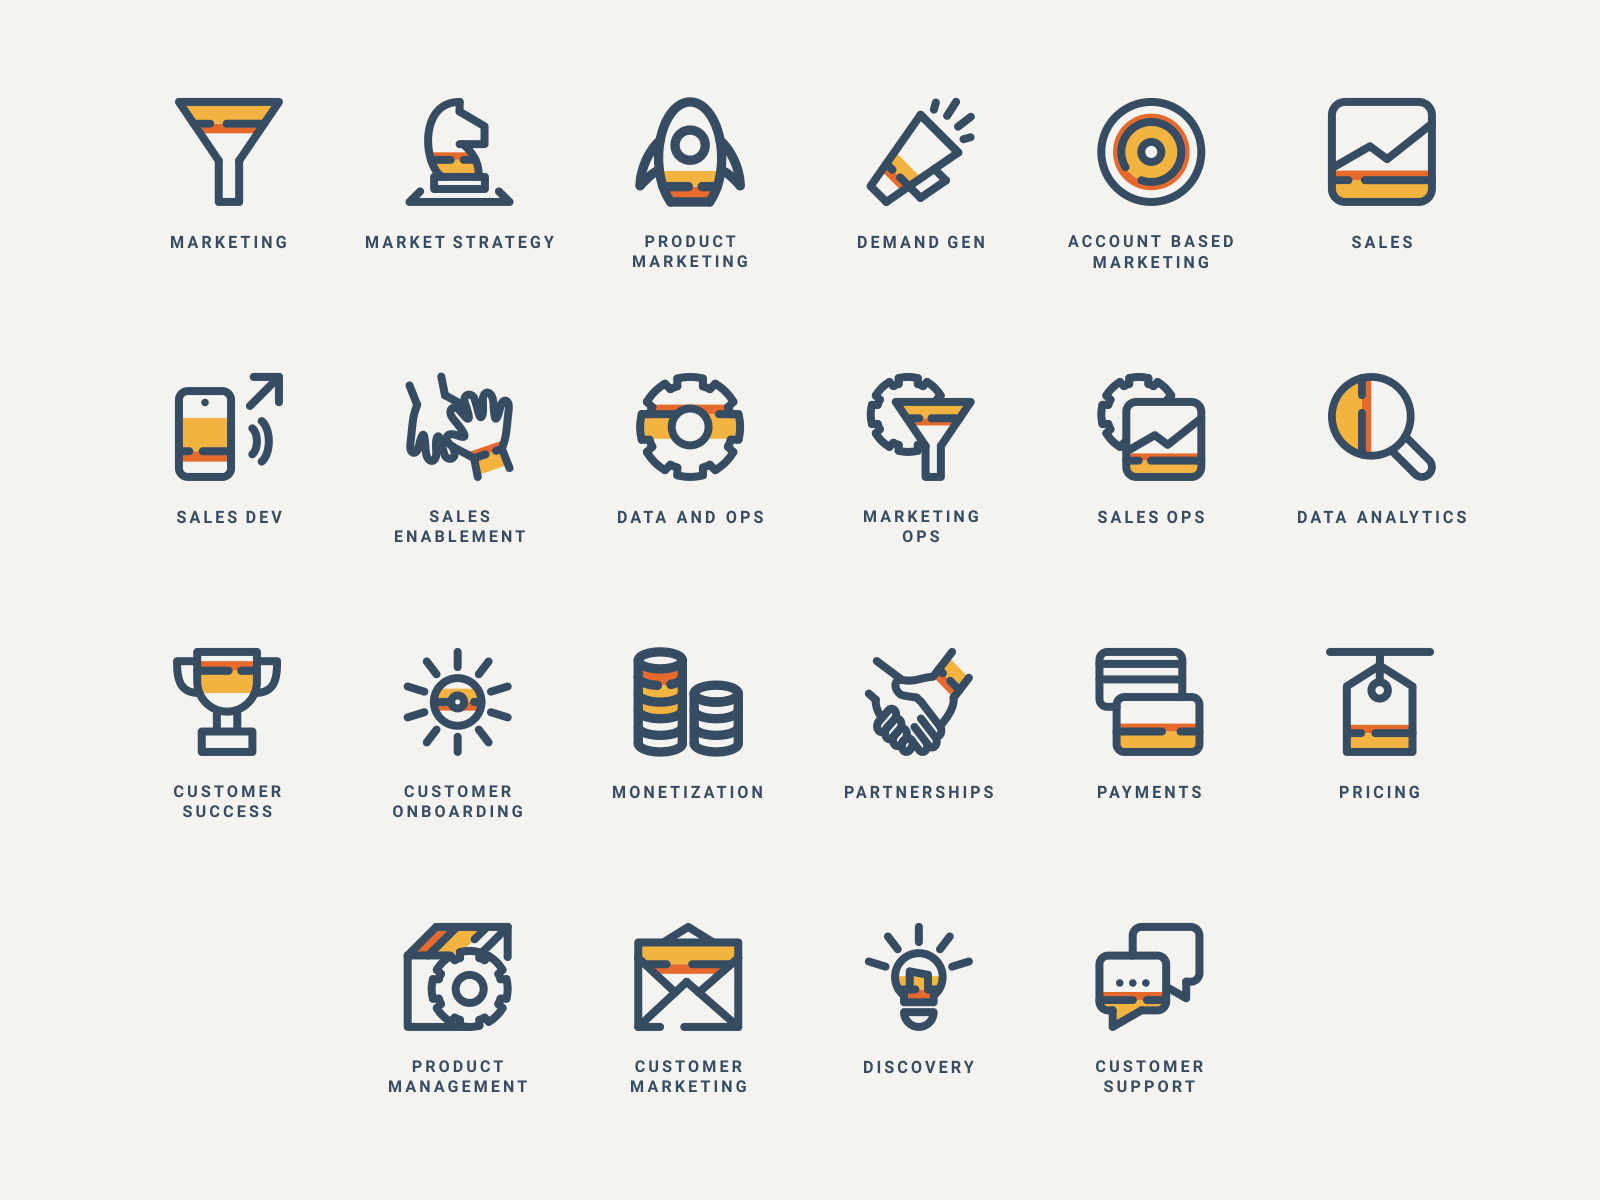 MARKETING
MARKET STRATEGY
PRODUCT
MARKETING
DEMAND GEN
ACCOUNT BASED
MARKETING
SALES
SALES DEV
SALES
ENABLEMENT
DATA AND OPS
MARKETING
OPS
SALES OPS
DATA ANALYTICS
CUSTOMER
SUCCESS
CUSTOMER
ONBOARDING
MONETIZATION
PARTNERSHIPS
PAYMENTS
PRICING
PRODUCT
MANAGEMENT
CUSTOMER
MARKETING
DISCOVERY
CUSTOMER
SUPPORT